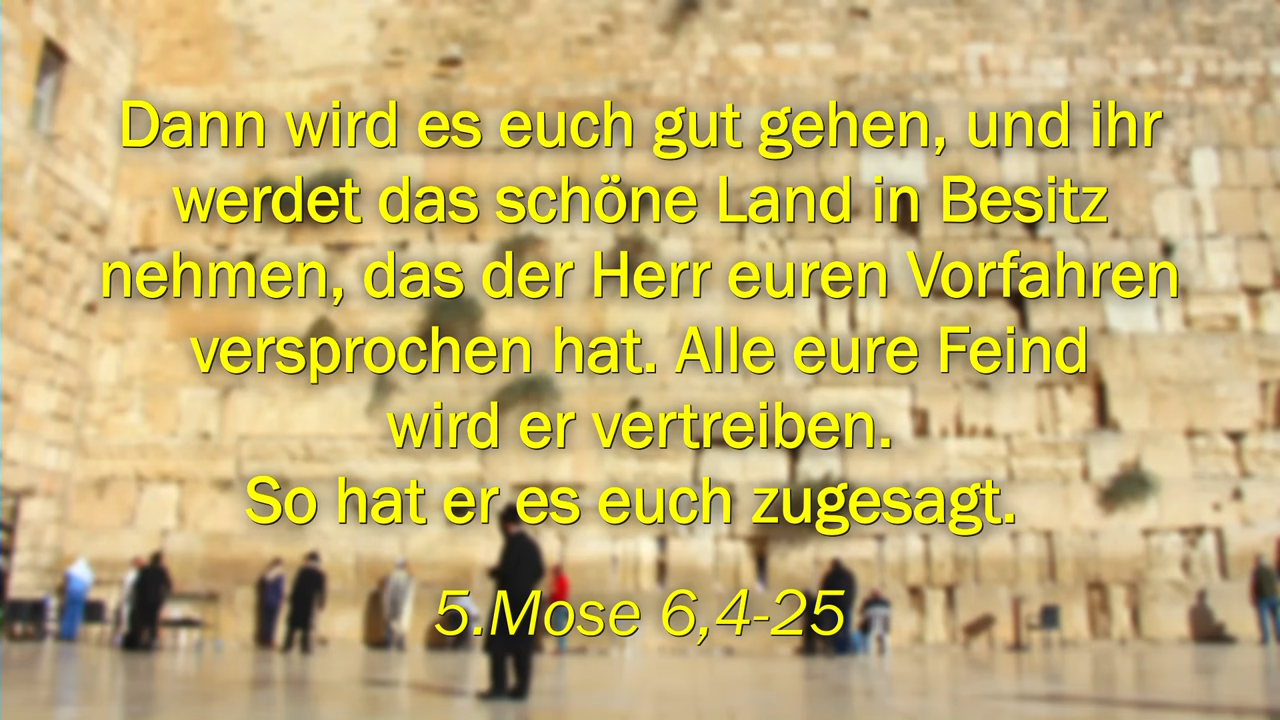 Dann wird es euch gut gehen, und ihr
werdet das schöne Land in Besitz
nehmen, das der Herr euren Vorfahren
versprochen hat. Alle eure Feind
wird er vertreiben.
So hat er es euch zugesagt.
5.Mose 6,4-25